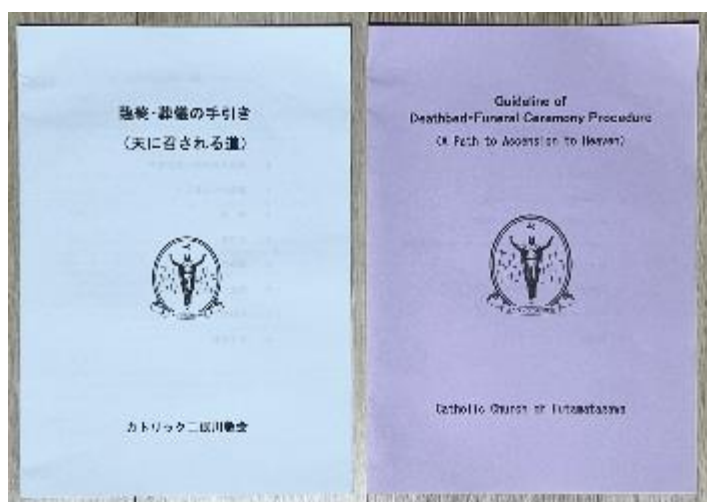 臨終・葬儀の手引き
(天に召される道)
カトリック二俣川教会
Guideline of
Deathbed・Funeral Ceremony Procedure
(A Path to Ascension to Heaven)
Catholic Church of